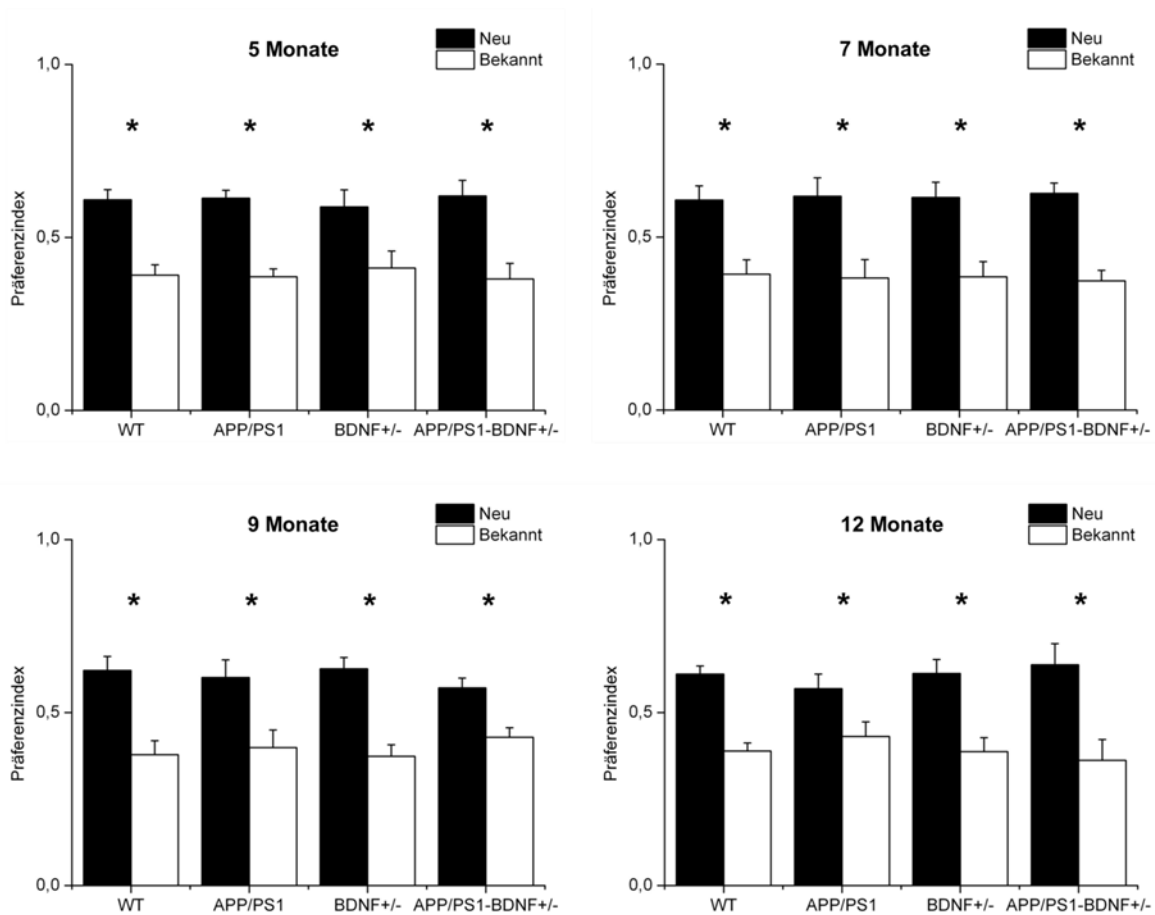 5 Monate
Neu
Bekannt
1,0
* * * *
Präferenzindex
0,5
0,0
WT APP/PS1 BDNF+/- APP/PS1-BDNF+/-
7 Monate
Neu
Bekannt
1,0
* * * *
Präferenzindex
0,5
0,0
WT APP/PS1 BDNF+/- APP/PS1-BDNF+/-
9 Monate
Neu
Bekannt
1,0
* * * *
Präferenzindex
0,5
0,0
WT APP/PS1 BDNF+/- APP/PS1-BDNF+/-
12 Monate
Neu
Bekannt
1,0
* * * *
Präferenzindex
0,5
0,0
WT APP/PS1 BDNF+/- APP/PS1-BDNF+/-